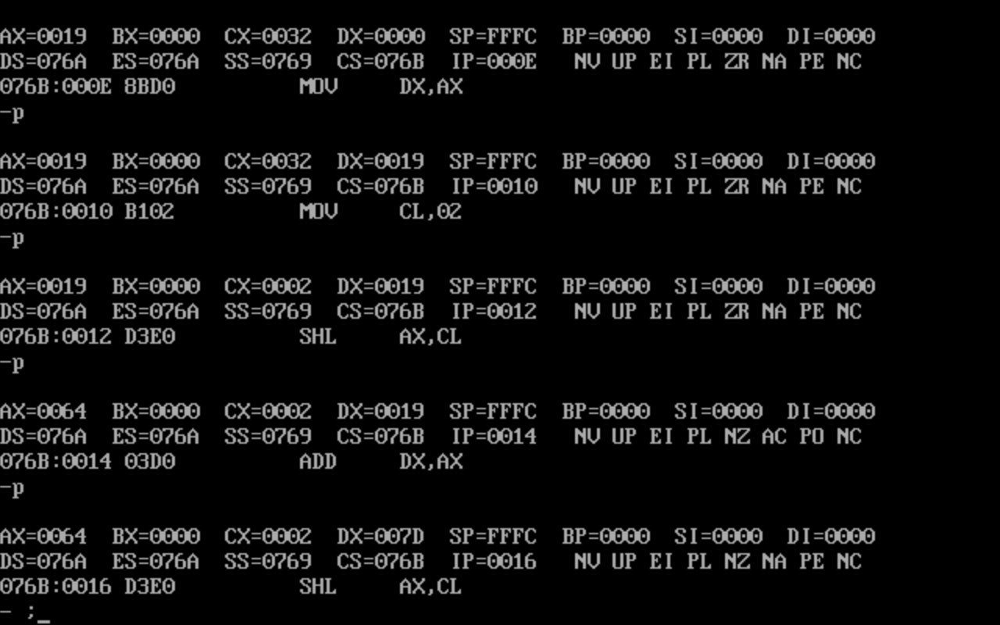 AX=0019  BX=0000  CX=0032  DX=0000  SP=FFFC  BP=0000  SI=0000  DI=0000
DS=076A  ES=076A  SS=0769  CS=076B  IP=000E   NV UP EI PL ZR NA PE NC
076B:000E 8BD0          MOV     DX,AX
-p
AX=0019  BX=0000  CX=0032  DX=0019  SP=FFFC  BP=0000  SI=0000  DI=0000
DS=076A  ES=076A  SS=0769  CS=076B  IP=0010   NV UP EI PL ZR NA PE NC
076B:0010 B102          MOV     CL,02
-p
AX=0019  BX=0000  CX=0002  DX=0019  SP=FFFC  BP=0000  SI=0000  DI=0000
DS=076A  ES=076A  SS=0769  CS=076B  IP=0012   NV UP EI PL ZR NA PE NC
076B:0012 D3E0          SHL     AX,CL
-p
AX=0064  BX=0000  CX=0002  DX=0019  SP=FFFC  BP=0000  SI=0000  DI=0000
DS=076A  ES=076A  SS=0769  CS=076B  IP=0014   NV UP EI PL NZ AC PO NC
076B:0014 03D0          ADD     DX,AX
-p
AX=0064  BX=0000  CX=0002  DX=007D  SP=FFFC  BP=0000  SI=0000  DI=0000
DS=076A  ES=076A  SS=0769  CS=076B  IP=0016   NV UP EI PL NZ NA PE NC
076B:0016 D3E0          SHL     AX,CL
- ;_